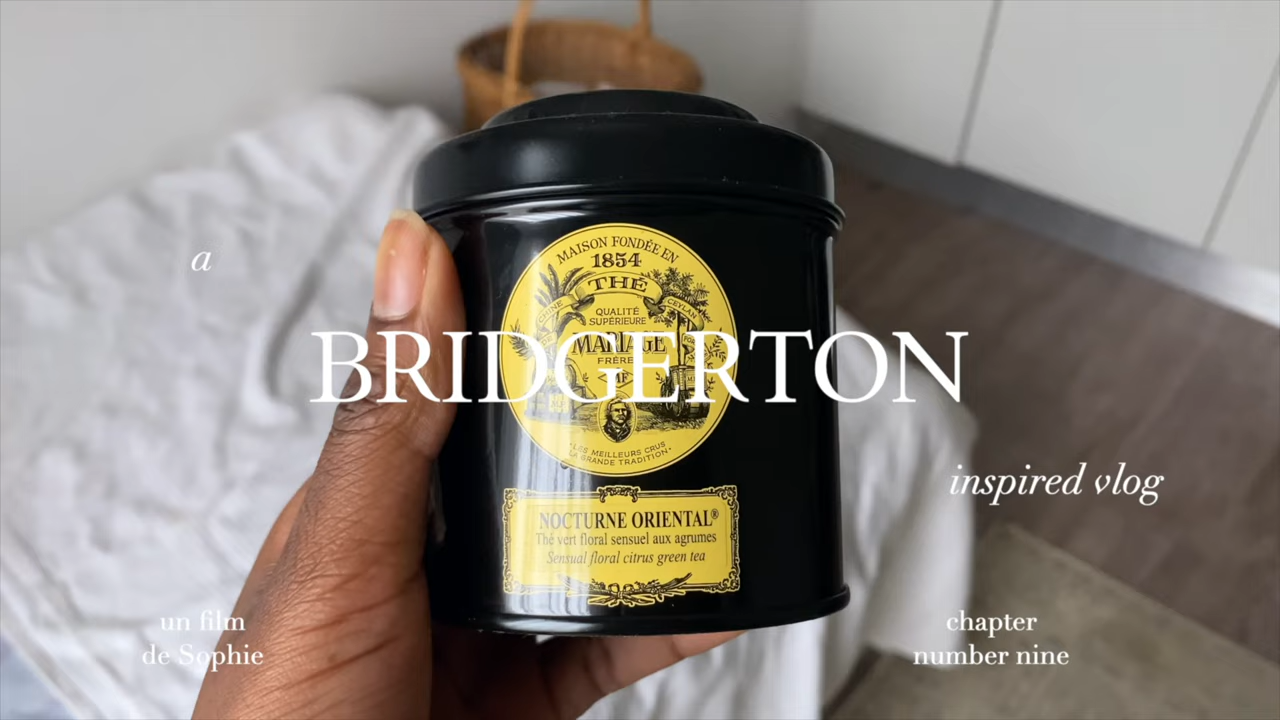 a
BRIDGERTON
inspired vlog
un film
de Sophie
chapter
number nine
MAISON FONDÉE EN
1854
THÉ
CHINE
CEYLAN
QUALITÉ
SUPÉRIEURE
MARIAGE
FRÈRES
MF
"LES MEILLEURS CRUS
LA GRANDE TRADITION"
NOCTURNE ORIENTAL®
Thé vert floral sensuel aux agrumes
Sensual floral citrus green tea